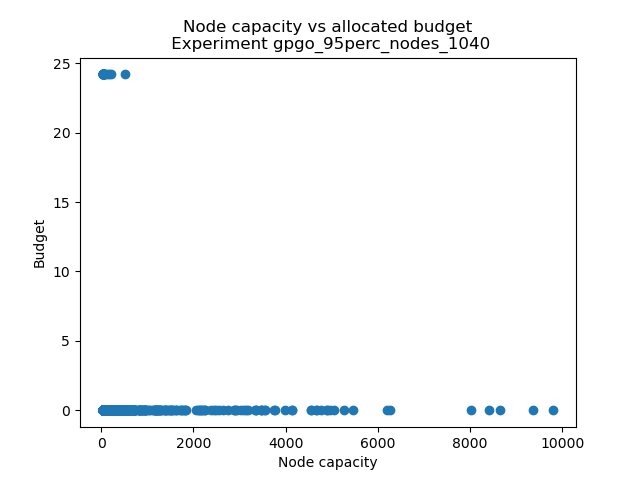 Node capacity vs allocated budget
Experiment gpgo_95perc_nodes_1040
25
20
15
10
5
0
Budget
0 2000 4000 6000 8000 10000
Node capacity